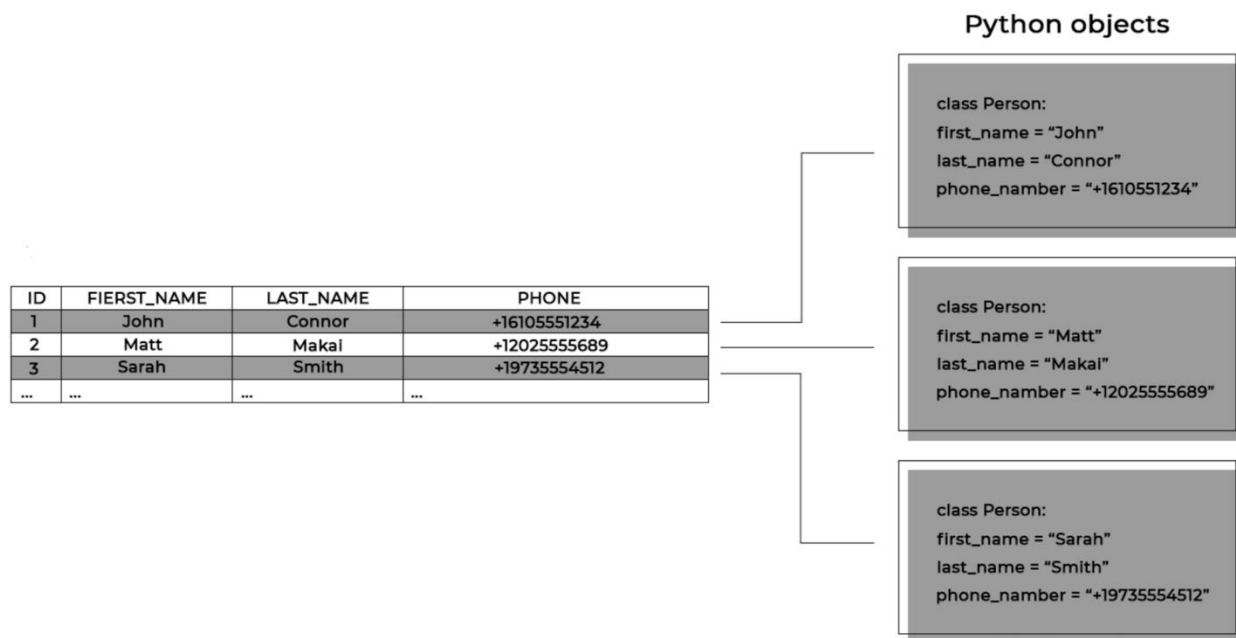 Python objects
class Person:
first_name = “John”
last_name = “Connor”
phone_namber = “+1610551234”
ID FIERST_NAME LAST_NAME PHONE
1 John Connor +16105551234
2 Matt Makai +12025555689
3 Sarah Smith +19735554512
... ... ... ...
class Person:
first_name = “Matt”
last_name = “Makai”
phone_namber = “+12025555689”
class Person:
first_name = “Sarah”
last_name = “Smith”
phone_namber = “+19735554512”